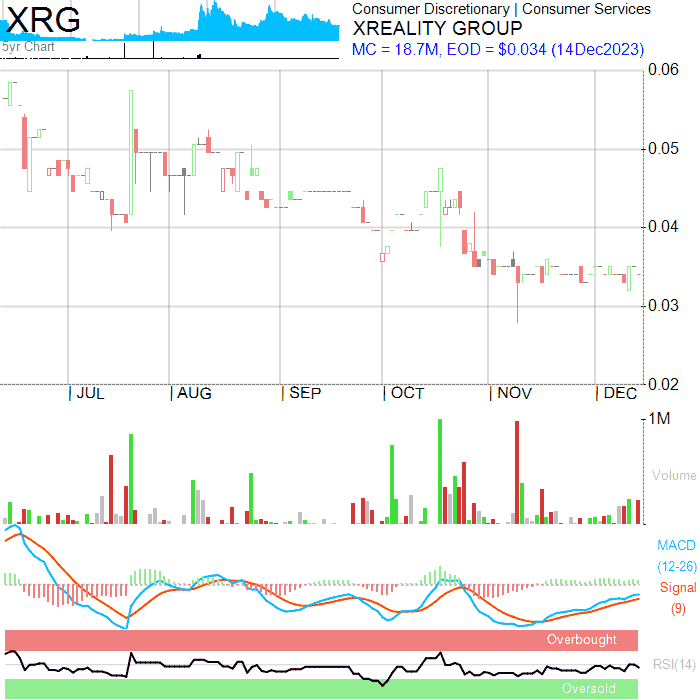 XRG
5yr Chart
Consumer Discretionary | Consumer Services
XREALITY GROUP
MC = 18.7M, EOD = $0.034 (14Dec2023)
0.06
0.05
0.04
0.03
0.02
JUL
AUG
SEP
OCT
NOV
DEC
1M
Volume
MACD
(12-26)
Signal
(9)
Overbought
RSI(14)
Oversold